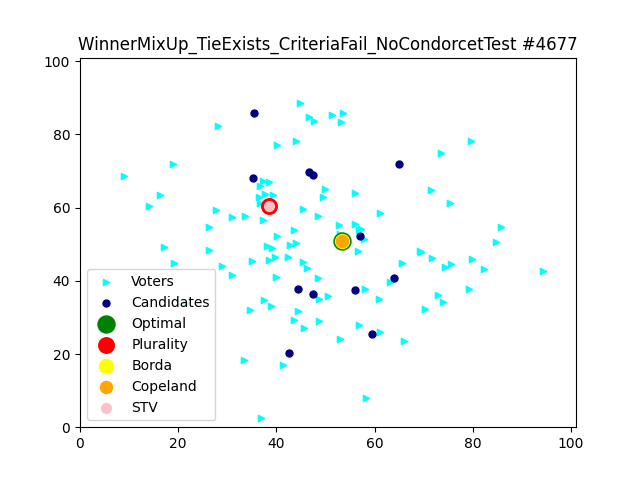 WinnerMixUp_TieExists_CriteriaFail_NoCondorcetTest #4677
100
80
60
40
20
0
Voters
Candidates
Optimal
Plurality
Borda
Copeland
STV
0 20 40 60 80 100